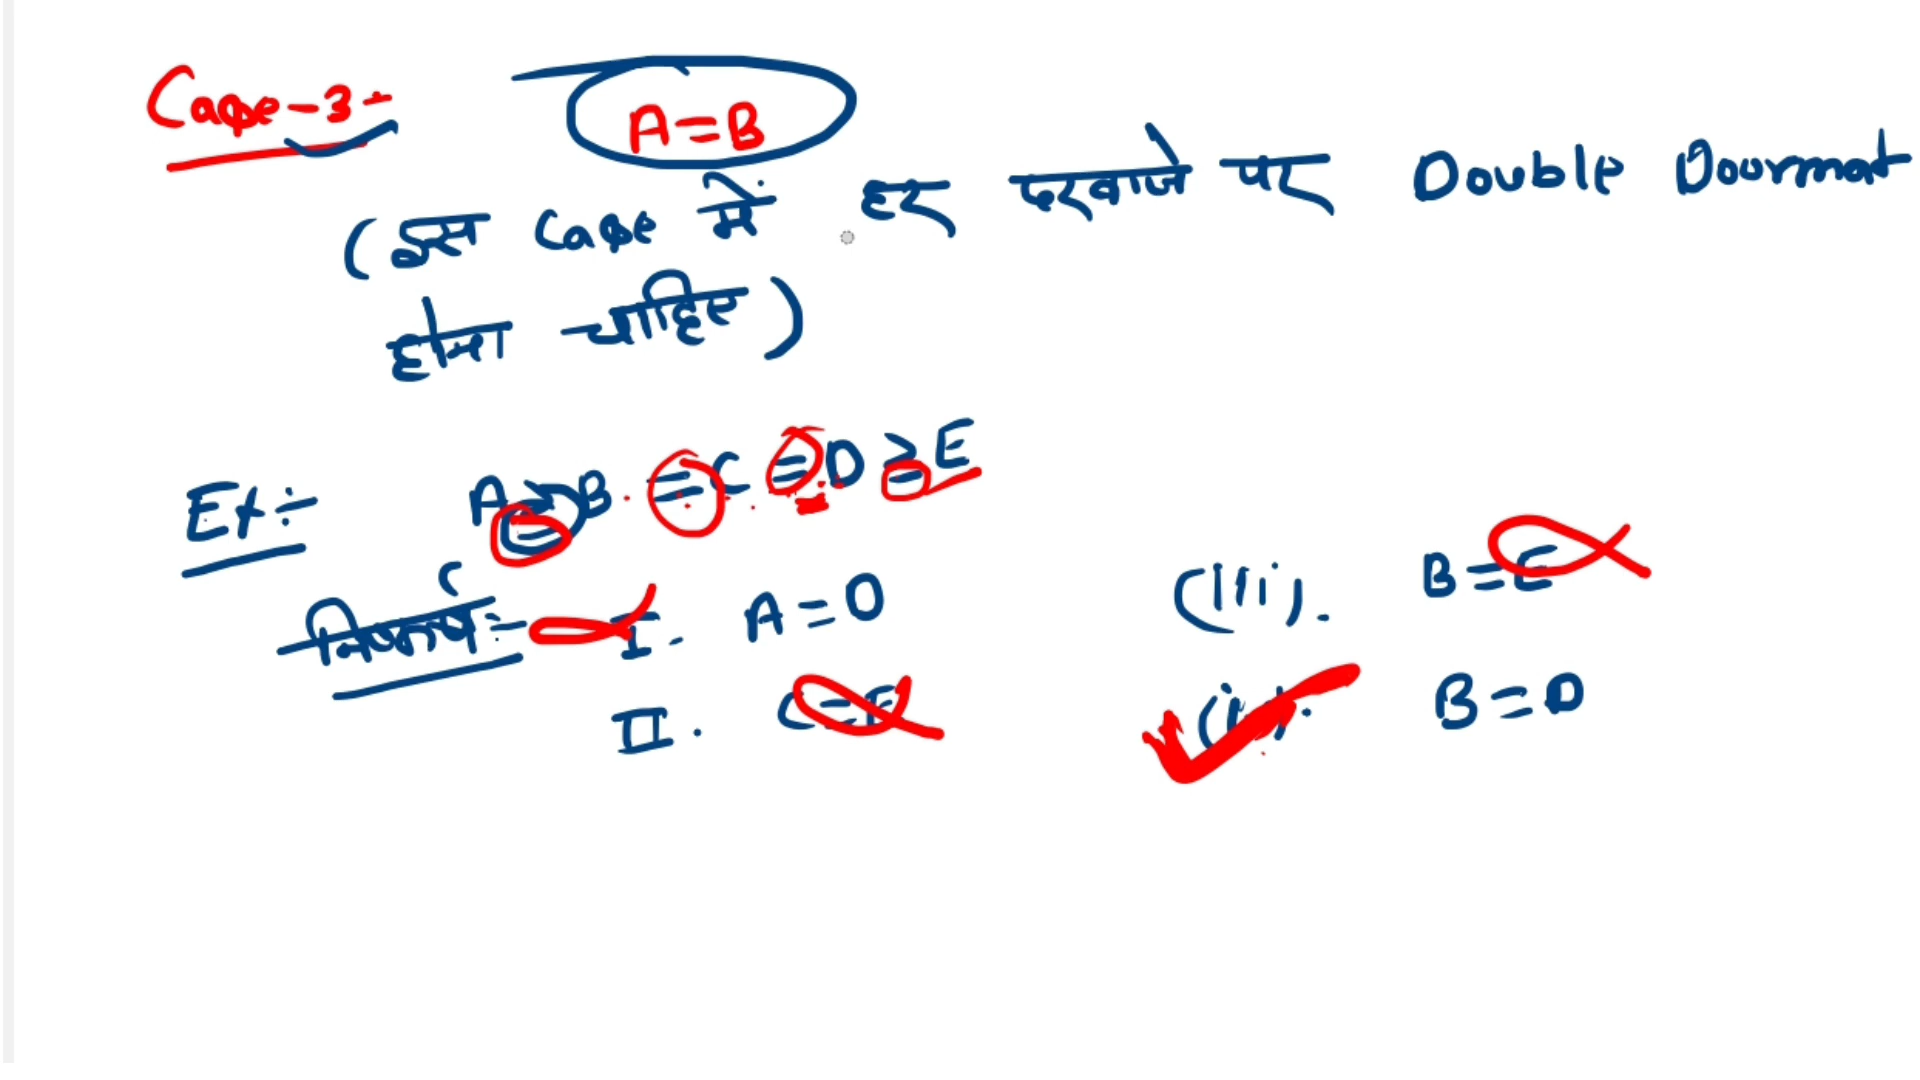 Case-3÷ A=B
(इस Case में हर दरवाजे पर Double Doormat
होना चाहिए)
Ex÷ A≥B=C=D≥E
निष्कर्ष:- I. A=D (iii). B=E
II. C=E (iv). B=D